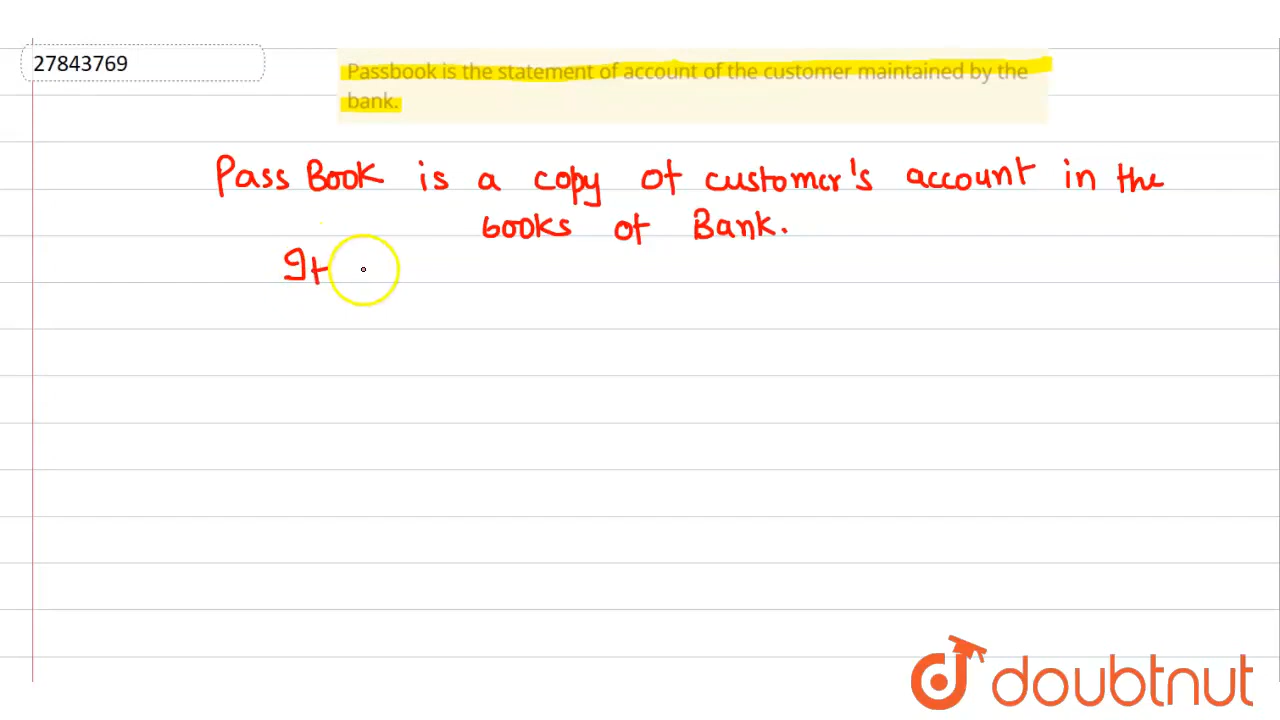 27843769
Passbook is the statement of account of the customer maintained by the
bank.
Pass Book is a copy of customer's account in the
books of Bank.
It
doubtnut